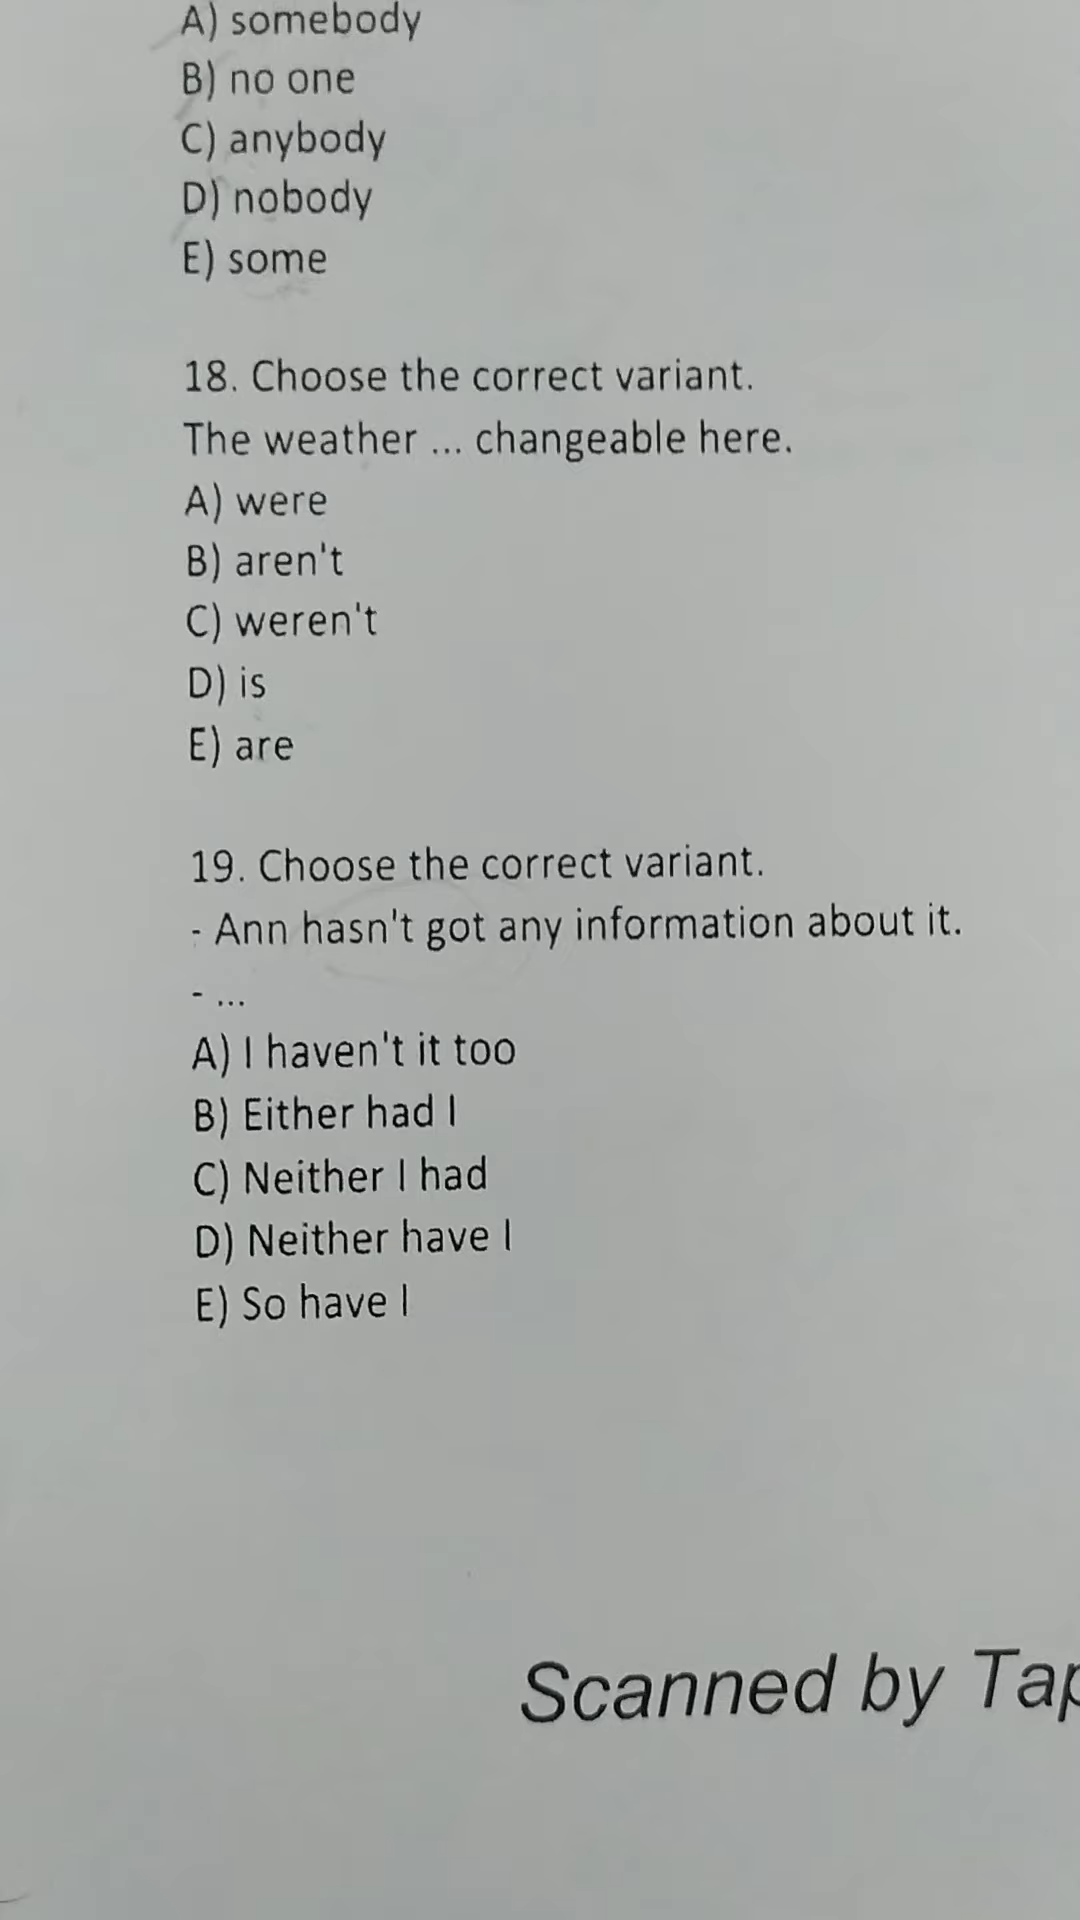 A) somebody
B) no one
C) anybody
D) nobody
E) some
18. Choose the correct variant.
The weather ... changeable here.
A) were
B) aren't
C) weren't
D) is
E) are
19. Choose the correct variant.
- Ann hasn't got any information about it.
- ...
A) I haven't it too
B) Either had I
C) Neither I had
D) Neither have I
E) So have I
Scanned by Tap